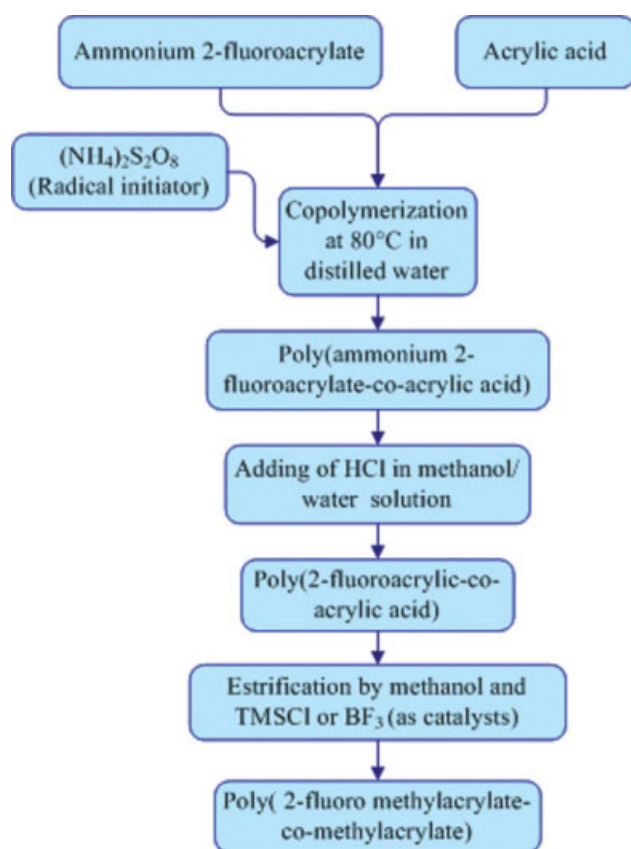 Ammonium 2-fluoroacrylate
Acrylic acid
(NH₄)₂S₂O₈
(Radical initiator)
Copolymerization
at 80°C in
distilled water
Poly(ammonium 2-
fluoroacrylate-co-acrylic acid)
Adding of HCl in methanol/
water solution
Poly(2-fluoroacrylic-co-
acrylic acid)
Estrification by methanol and
TMSCl or BF₃ (as catalysts)
Poly( 2-fluoro methylacrylate-
co-methylacrylate)